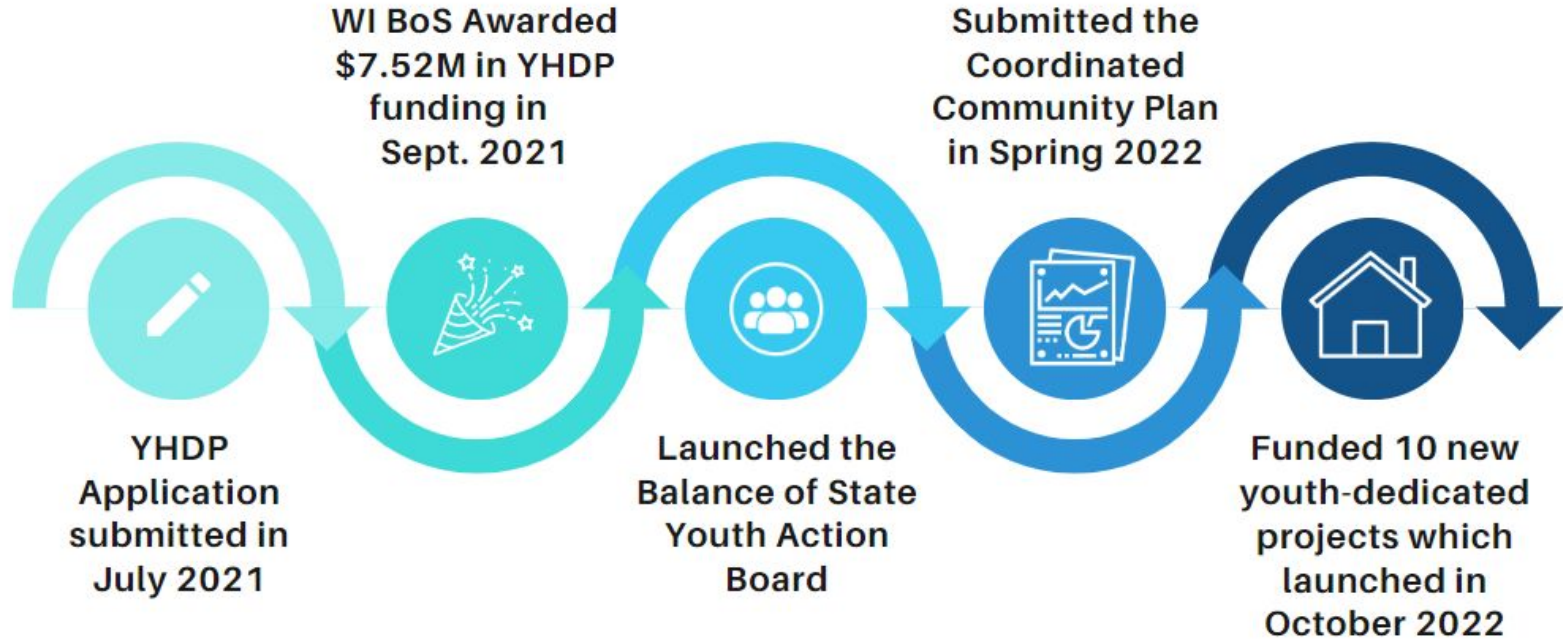 YHDP
Application
submitted in
July 2021
WI BoS Awarded
$7.52M in YHDP
funding in
Sept. 2021
Launched the
Balance of State
Youth Action
Board
Submitted the
Coordinated
Community Plan
in Spring 2022
Funded 10 new
youth-dedicated
projects which
launched in
October 2022